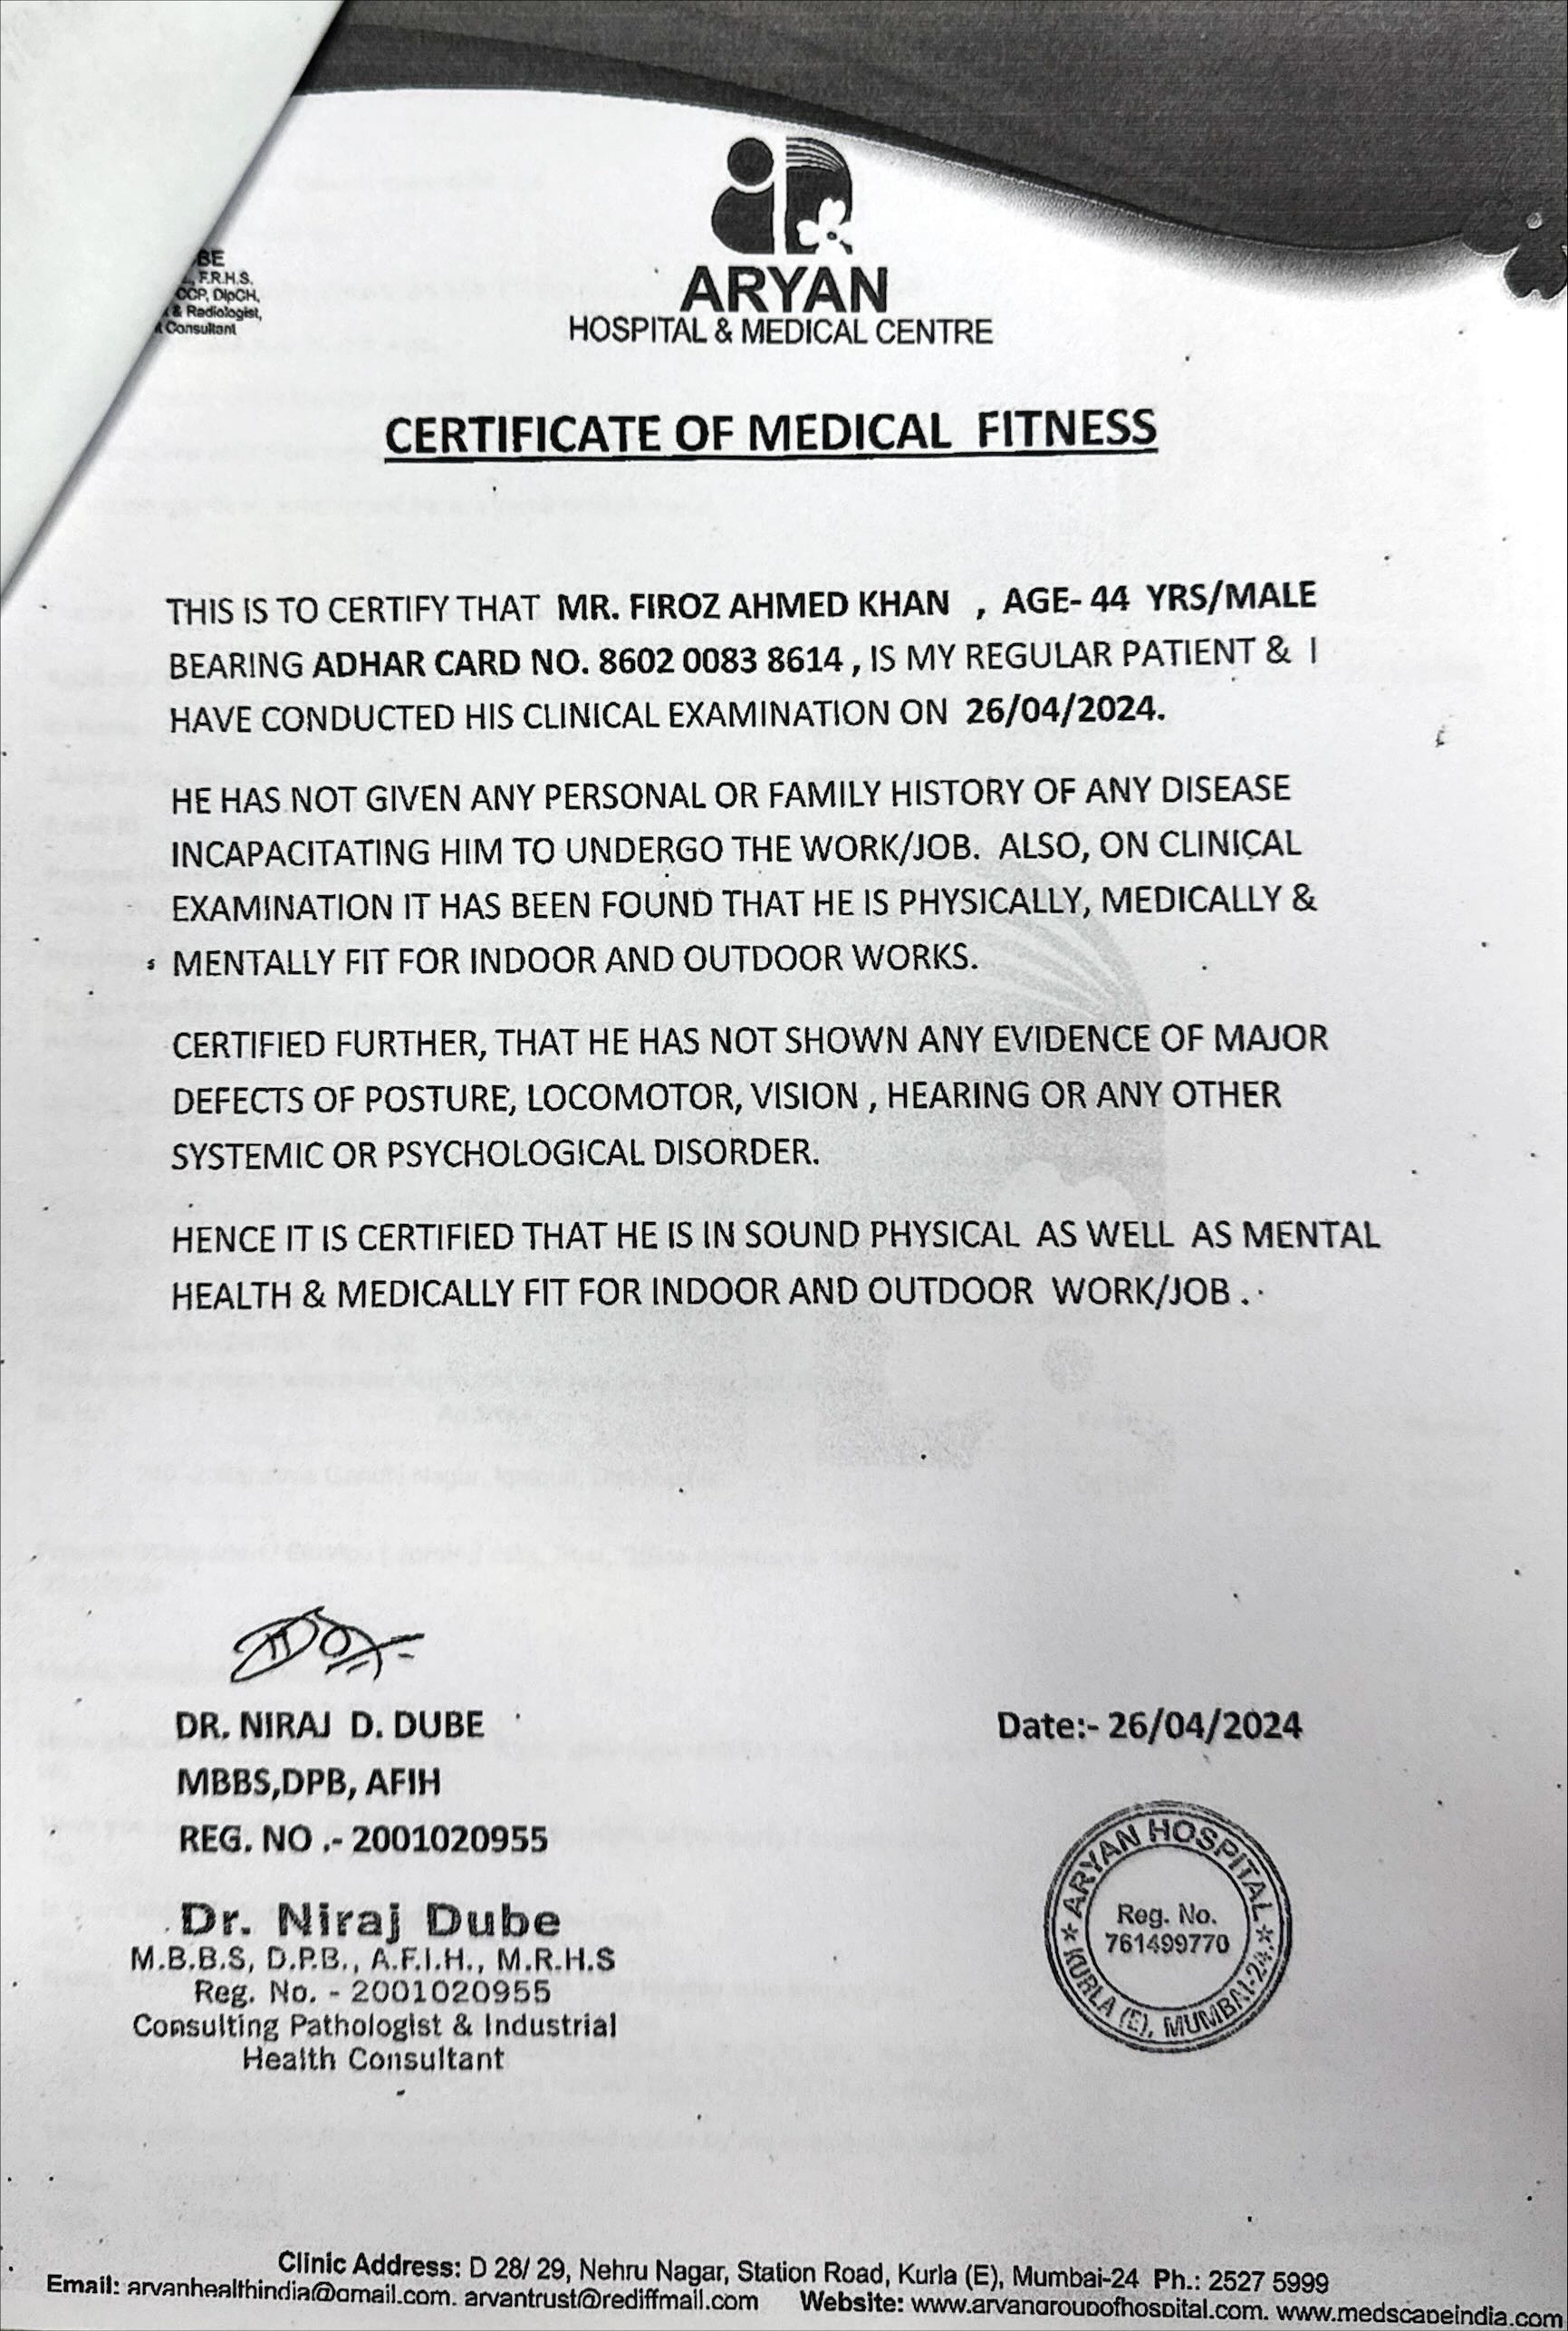 BE
F.R.H.S.
CCP, DipCH,
& Radiologist,
Consultant
ARYAN
HOSPITAL & MEDICAL CENTRE
CERTIFICATE OF MEDICAL FITNESS
THIS IS TO CERTIFY THAT MR. FIROZ AHMED KHAN , AGE- 44 YRS/MALE
BEARING ADHAR CARD NO. 8602 0083 8614 , IS MY REGULAR PATIENT & I
HAVE CONDUCTED HIS CLINICAL EXAMINATION ON 26/04/2024.
HE HAS NOT GIVEN ANY PERSONAL OR FAMILY HISTORY OF ANY DISEASE
INCAPACITATING HIM TO UNDERGO THE WORK/JOB. ALSO, ON CLINICAL
EXAMINATION IT HAS BEEN FOUND THAT HE IS PHYSICALLY, MEDICALLY &
MENTALLY FIT FOR INDOOR AND OUTDOOR WORKS.
CERTIFIED FURTHER, THAT HE HAS NOT SHOWN ANY EVIDENCE OF MAJOR
DEFECTS OF POSTURE, LOCOMOTOR, VISION , HEARING OR ANY OTHER
SYSTEMIC OR PSYCHOLOGICAL DISORDER.
HENCE IT IS CERTIFIED THAT HE IS IN SOUND PHYSICAL AS WELL AS MENTAL
HEALTH & MEDICALLY FIT FOR INDOOR AND OUTDOOR WORK/JOB .
DR. NIRAJ D. DUBE
MBBS,DPB, AFIH
REG. NO .- 2001020955
Dr. Niraj Dube
M.B.B.S, D.P.B., A.F.I.H., M.R.H.S
Reg. No. - 2001020955
Consulting Pathologist & Industrial
Health Consultant
Date:- 26/04/2024
ARYAN HOSPITAL
Reg. No.
761499770
KURLA (E), MUMBAI-24.
Clinic Address: D 28/ 29, Nehru Nagar, Station Road, Kurla (E), Mumbai-24 Ph.: 2527 5999
Email: aryanhealthindia@gmail.com. aryantrust@rediffmail.com Website: www.aryangroupofhospital.com. www.medscapeindia.com